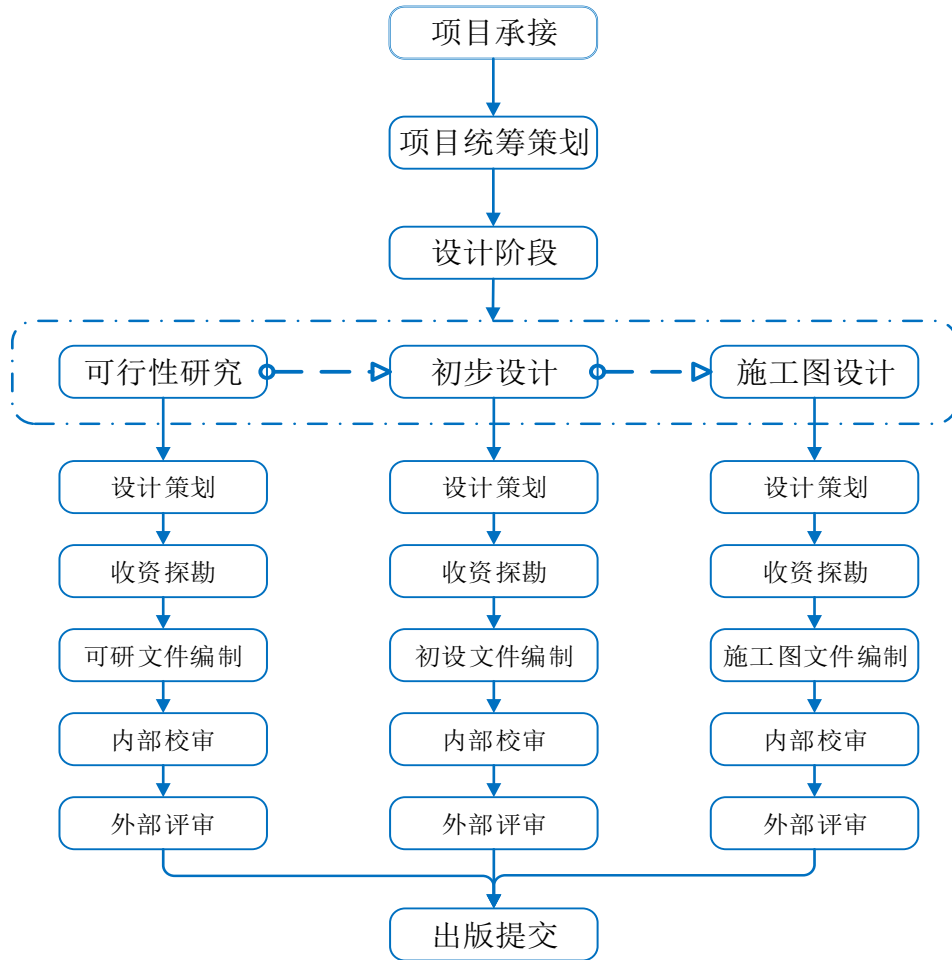 项目承接
项目统筹策划
设计阶段
可行性研究
初步设计
施工图设计
设计策划
设计策划
设计策划
收资探勘
收资探勘
收资探勘
可研文件编制
初设文件编制
施工图文件编制
内部校审
内部校审
内部校审
外部评审
外部评审
外部评审
出版提交